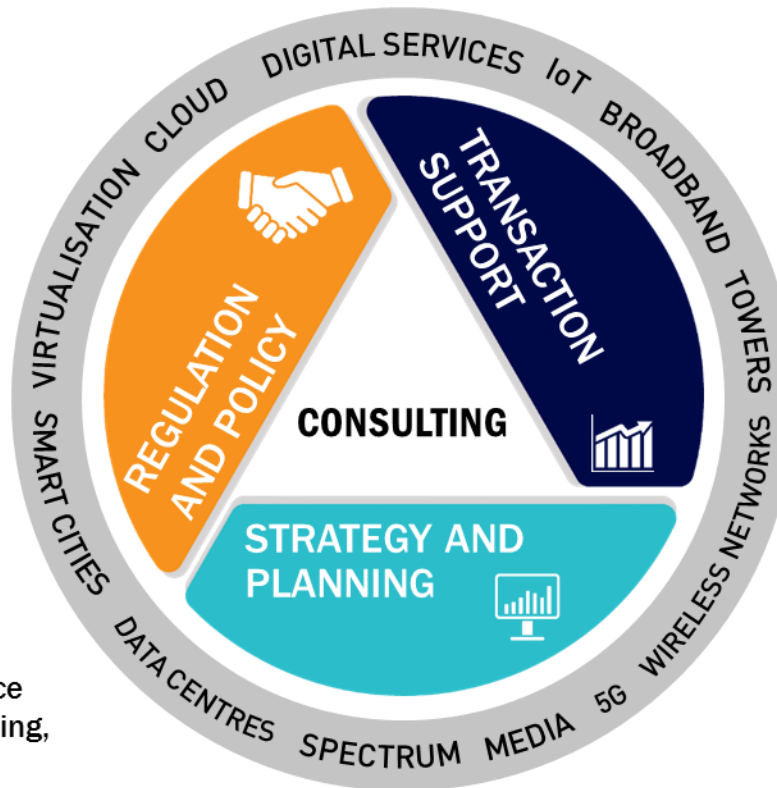 VIRTUALISATION
CLOUD
DIGITAL SERVICES
IoT
BROADBAND
TOWERS
WIRELESS NETWORKS
5G
MEDIA
SPECTRUM
DATA CENTRES
SMART CITIES
REGULATION
AND POLICY
TRANSACTION
SUPPORT
CONSULTING
STRATEGY AND
PLANNING